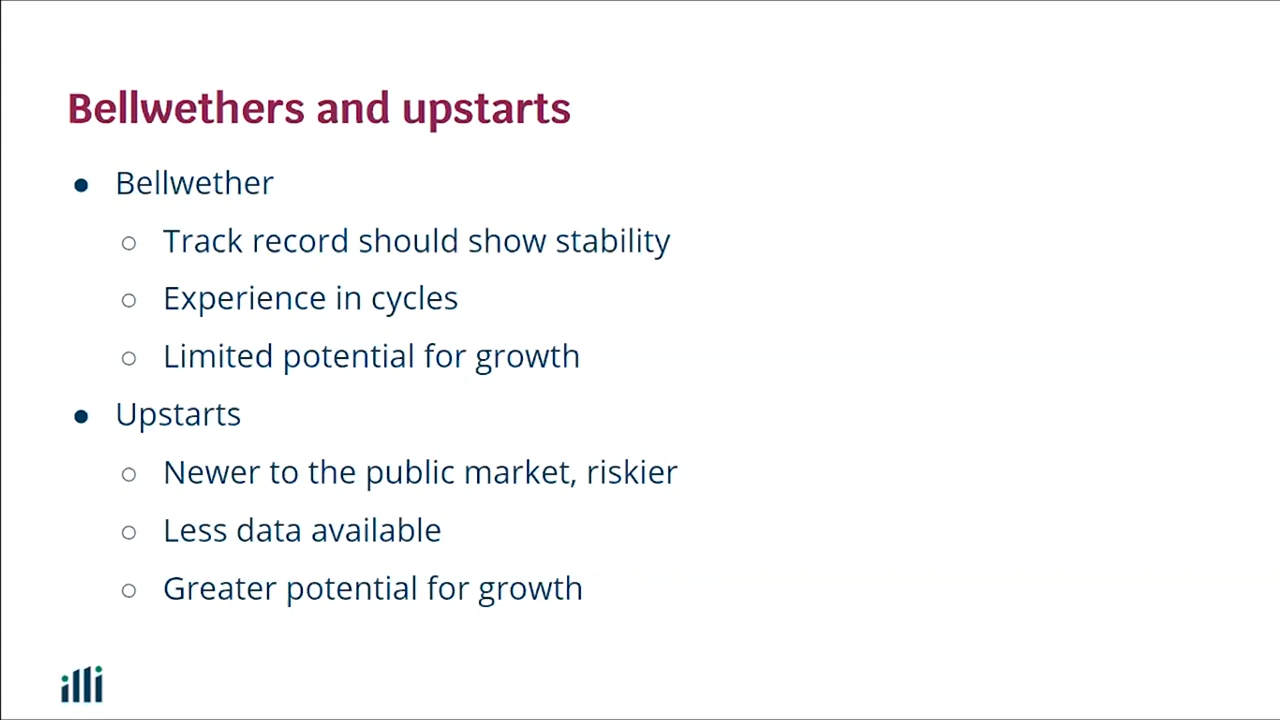 Bellwethers and upstarts
● Bellwether
○ Track record should show stability
○ Experience in cycles
○ Limited potential for growth
● Upstarts
○ Newer to the public market, riskier
○ Less data available
○ Greater potential for growth